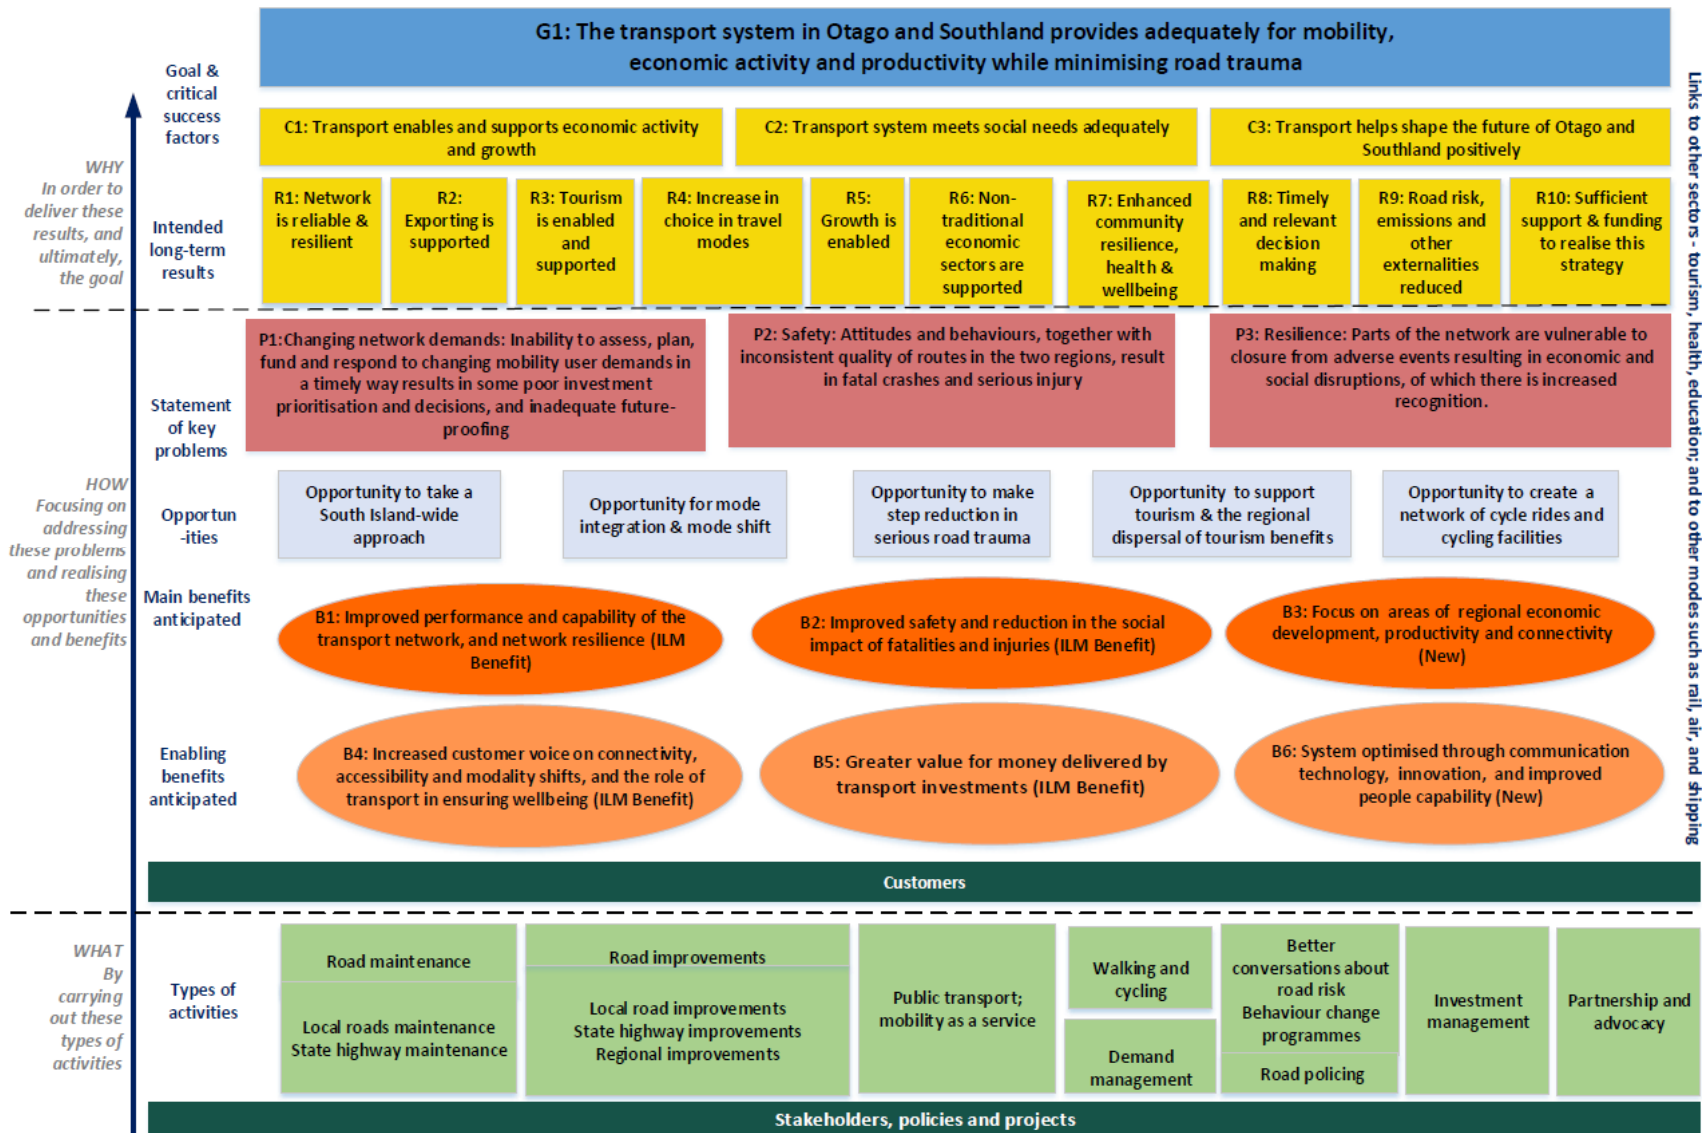 G1: The transport system in Otago and Southland provides adequately for mobility,
economic activity and productivity while minimising road trauma
Goal &
critical
success
factors
C1: Transport enables and supports economic activity
and growth
C2: Transport system meets social needs adequately
C3: Transport helps shape the future of Otago and
Southland positively
WHY
In order to
deliver these
results, and
ultimately,
the goal
Intended
long-term
results
R1: Network
is reliable &
resilient
R2:
Exporting is
supported
R3: Tourism
is enabled
and
supported
R4: Increase in
choice in travel
modes
R5:
Growth is
enabled
R6: Non-
traditional
economic
sectors are
supported
R7: Enhanced
community
resilience,
health &
wellbeing
R8: Timely
and relevant
decision
making
R9: Road risk,
emissions and
other
externalities
reduced
R10: Sufficient
support & funding
to realise this
strategy
Statement
of key
problems
P1:Changing network demands: Inability to assess, plan,
fund and respond to changing mobility user demands in
a timely way results in some poor investment
prioritisation and decisions, and inadequate future-
proofing
P2: Safety: Attitudes and behaviours, together with
inconsistent quality of routes in the two regions, result
in fatal crashes and serious injury
P3: Resilience: Parts of the network are vulnerable to
closure from adverse events resulting in economic and
social disruptions, of which there is increased
recognition.
HOW
Focusing on
addressing
these problems
and realising
these
opportunities
and benefits
Opportun
-ities
Opportunity to take a
South Island-wide
approach
Opportunity for mode
integration & mode shift
Opportunity to make
step reduction in
serious road trauma
Opportunity to support
tourism & the regional
dispersal of tourism benefits
Opportunity to create a
network of cycle rides and
cycling facilities
Main benefits
anticipated
B1: Improved performance and capability of the
transport network, and network resilience (ILM
Benefit)
B2: Improved safety and reduction in the social
impact of fatalities and injuries (ILM Benefit)
B3: Focus on areas of regional economic
development, productivity and connectivity
(New)
Enabling
benefits
anticipated
B4: Increased customer voice on connectivity,
accessibility and modality shifts, and the role of
transport in ensuring wellbeing (ILM Benefit)
B5: Greater value for money delivered by
transport investments (ILM Benefit)
B6: System optimised through communication
technology, innovation, and improved
people capability (New)
Customers
WHAT
By
carrying
out these
types of
activities
Types of
activities
Road maintenance
Local roads maintenance
State highway maintenance
Road improvements
Local road improvements
State highway improvements
Regional improvements
Public transport;
mobility as a service
Walking and
cycling
Demand
management
Better
conversations about
road risk
Behaviour change
programmes
Road policing
Investment
management
Partnership and
advocacy
Stakeholders, policies and projects
Links to other sectors - tourism, health, education; and to other modes such as rail, air, and shipping